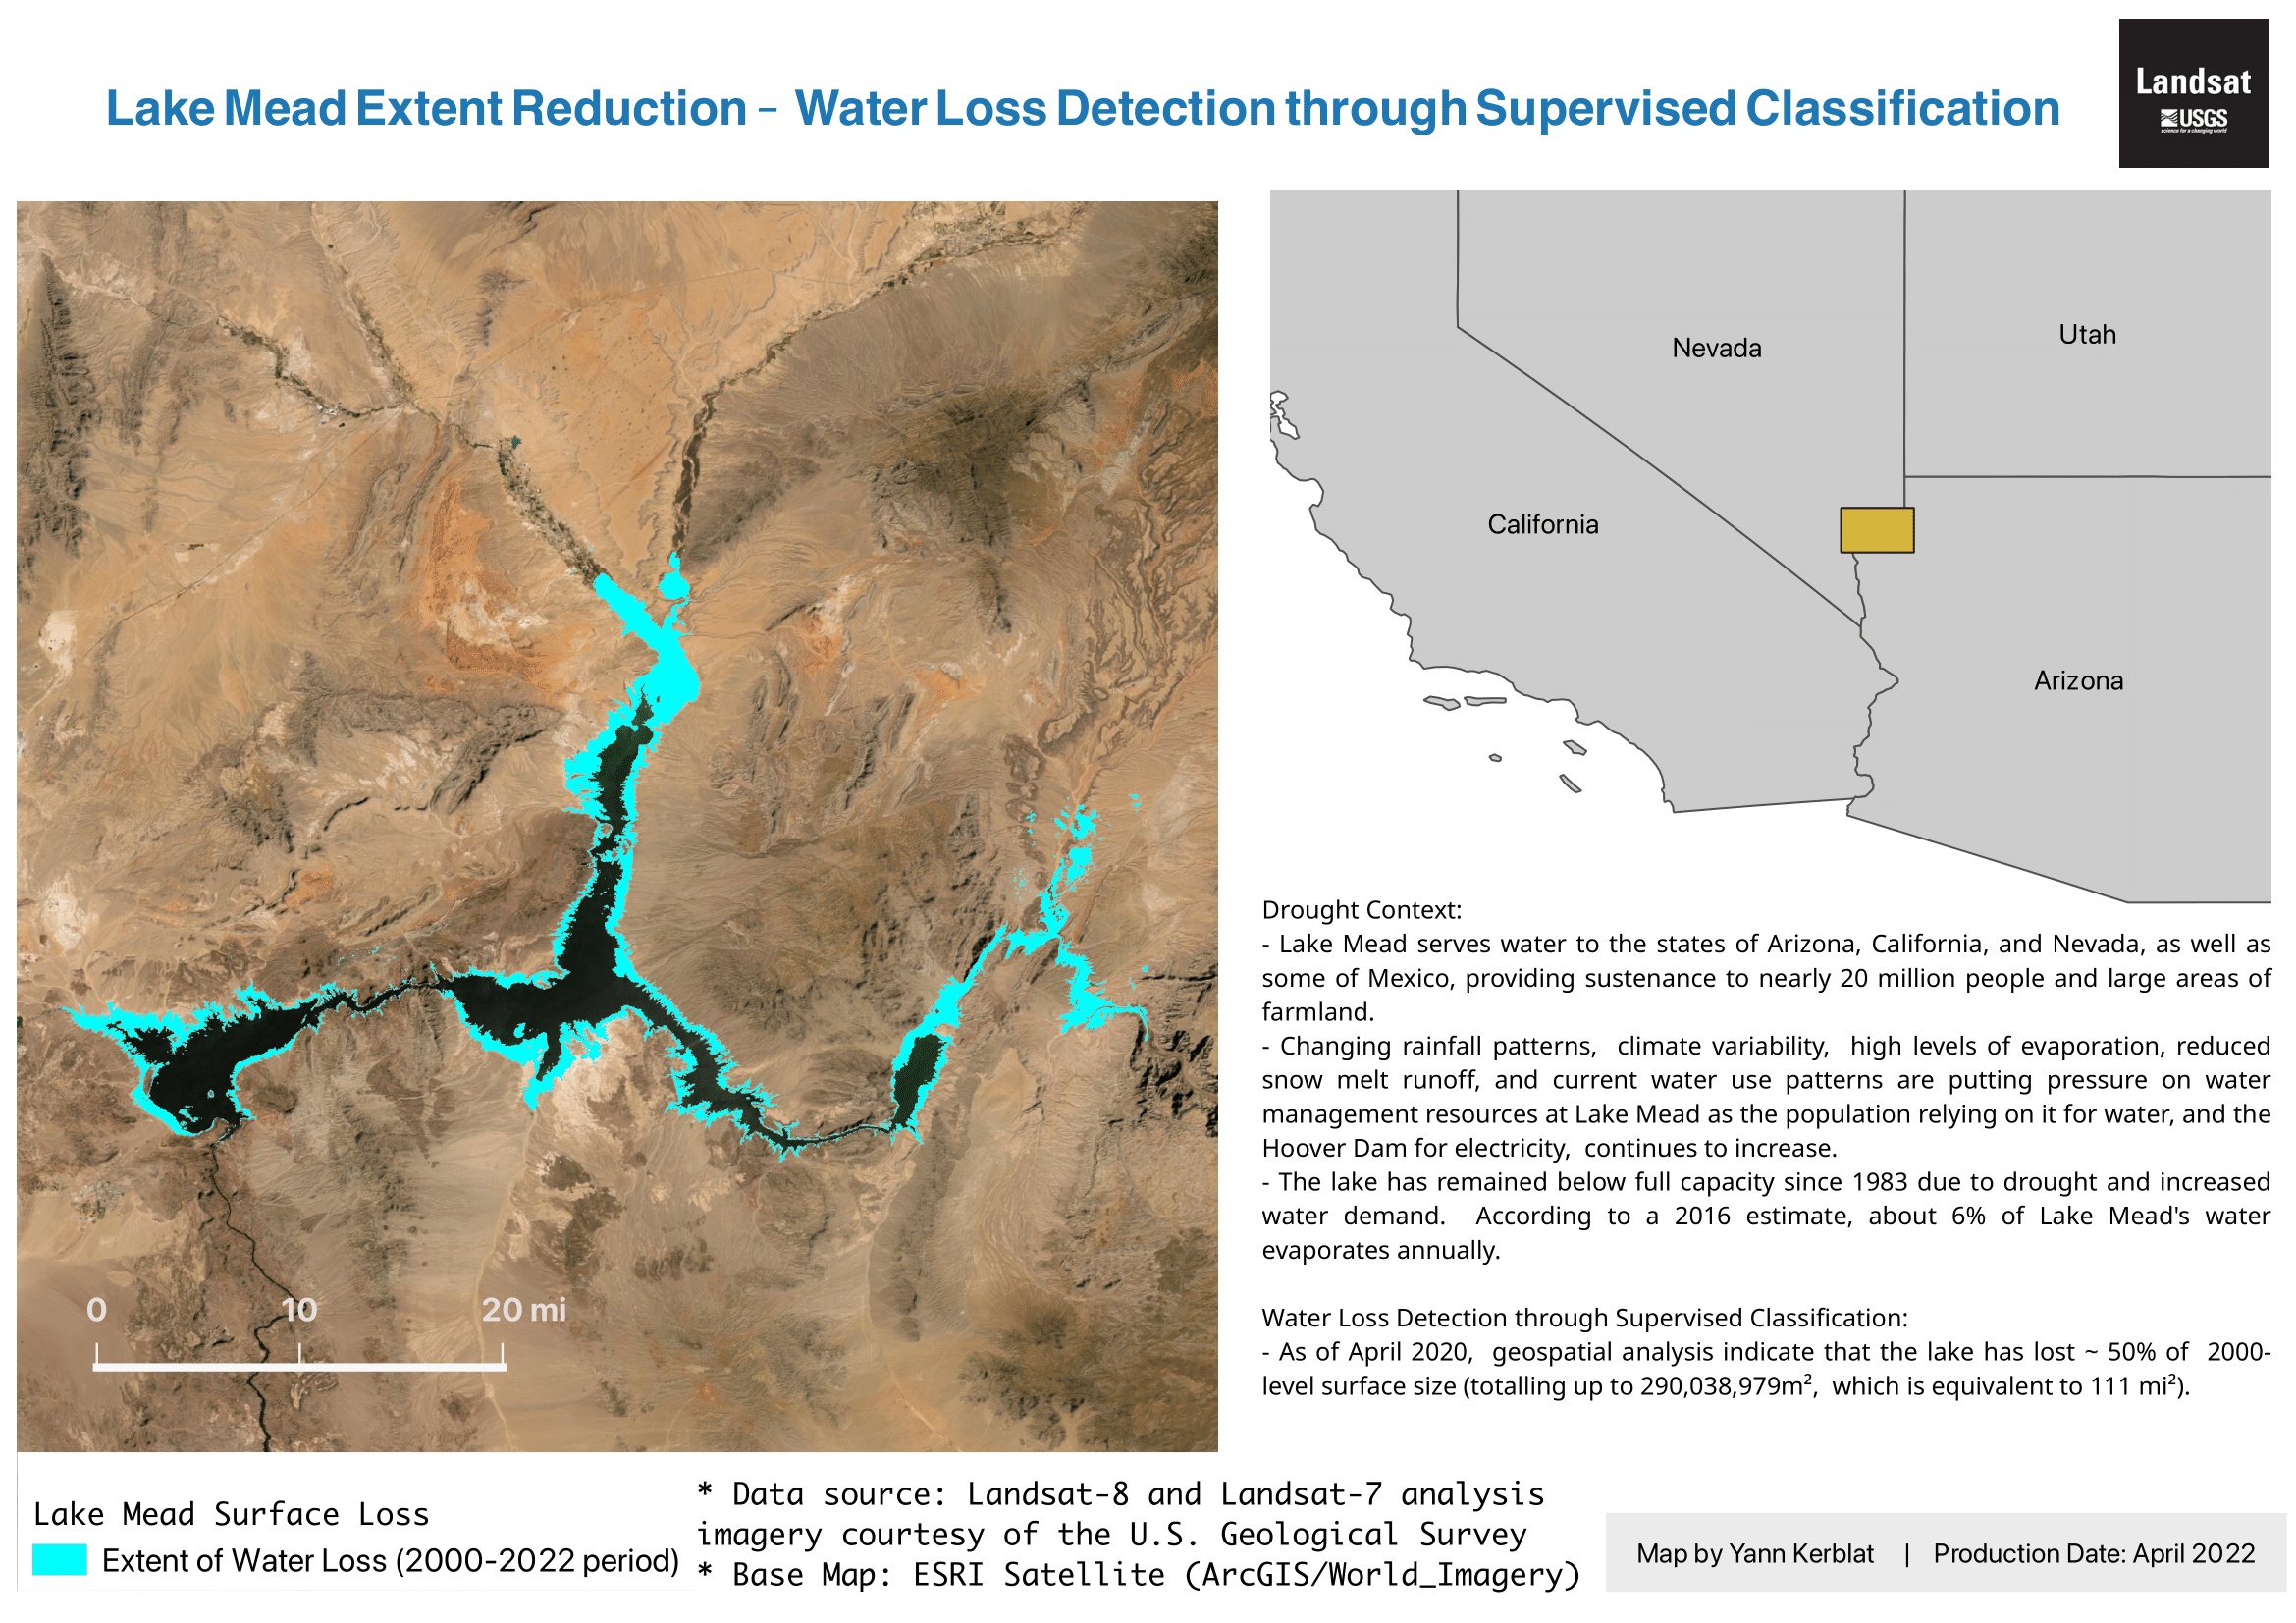 Lake Mead Extent Reduction - Water Loss Detection through Supervised Classification
Landsat
USGS
science for a changing world
Nevada
Utah
California
Arizona
Drought Context:
- Lake Mead serves water to the states of Arizona, California, and Nevada, as well as
some of Mexico, providing sustenance to nearly 20 million people and large areas of
farmland.
- Changing rainfall patterns, climate variability, high levels of evaporation, reduced
snow melt runoff, and current water use patterns are putting pressure on water
management resources at Lake Mead as the population relying on it for water, and the
Hoover Dam for electricity, continues to increase.
- The lake has remained below full capacity since 1983 due to drought and increased
water demand. According to a 2016 estimate, about 6% of Lake Mead's water
evaporates annually.
Water Loss Detection through Supervised Classification:
- As of April 2020, geospatial analysis indicate that the lake has lost ~ 50% of 2000-
level surface size (totalling up to 290,038,979m², which is equivalent to 111 mi²).
0 10 20 mi
Lake Mead Surface Loss
Extent of Water Loss (2000-2022 period)
* Data source: Landsat-8 and Landsat-7 analysis
imagery courtesy of the U.S. Geological Survey
* Base Map: ESRI Satellite (ArcGIS/World_Imagery)
Map by Yann Kerblat | Production Date: April 2022